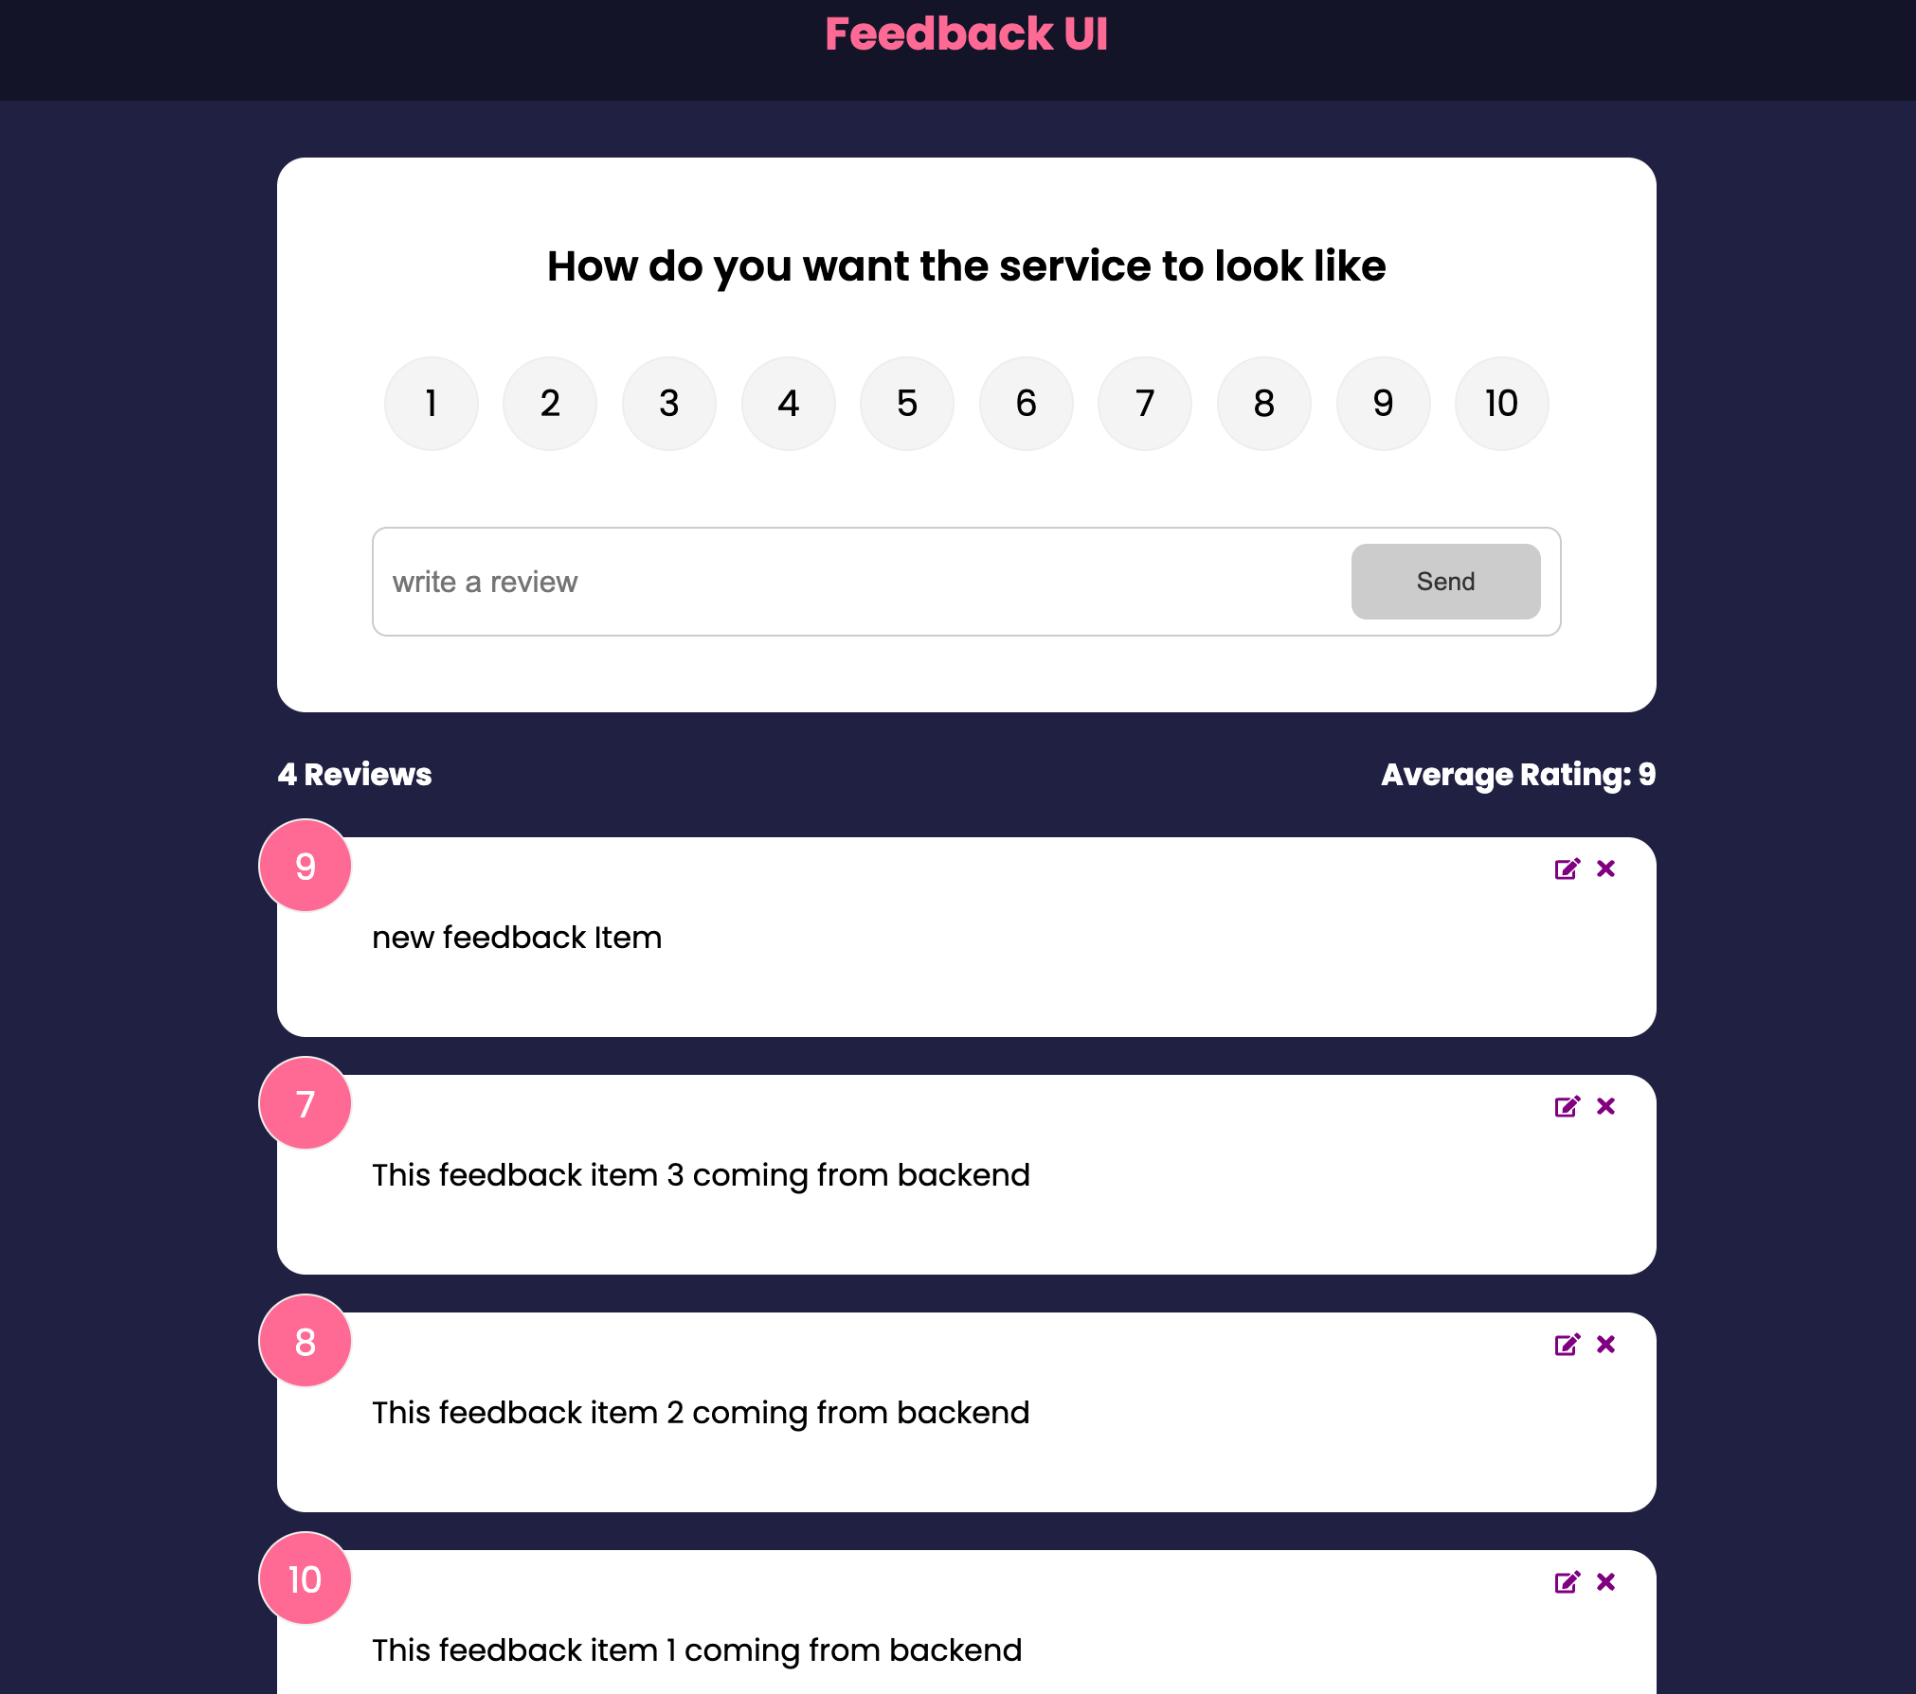 Feedback UI
How do you want the service to look like
1 2 3 4 5 6 7 8 9 10
write a review Send
4 Reviews Average Rating: 9
9
new feedback Item
7
This feedback item 3 coming from backend
8
This feedback item 2 coming from backend
10
This feedback item 1 coming from backend